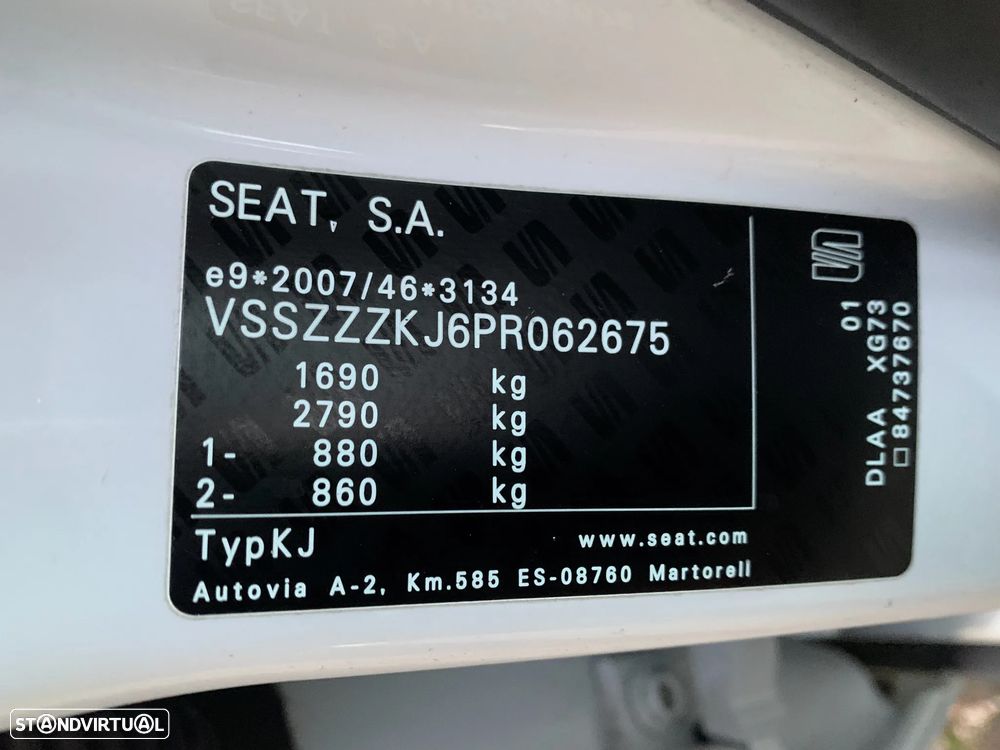 SEAT, S.A.
e9*2007/46*3134
VSSZZZKJ6PR062675
1690 kg
2790 kg
1- 880 kg
2- 860 kg
TypKJ www.seat.com
Autovia A-2, Km.585 ES-08760 Martorell
01
DLAA XG73
84737670
STANDVIRTUAL